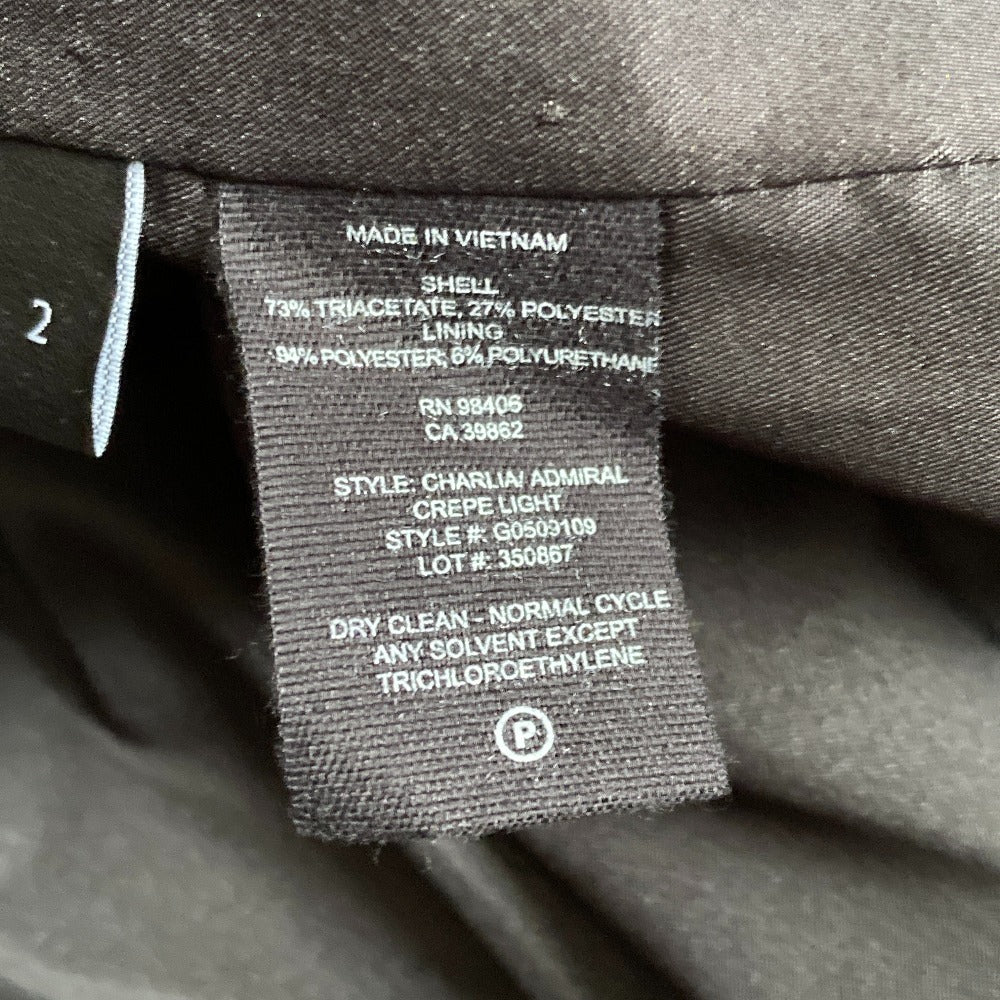 2
MADE IN VIETNAM
SHELL
73% TRIACETATE, 27% POLYESTER
LINING
94% POLYESTER; 6% POLYURETHANE
RN 98406
CA 39862
STYLE: CHARLIA/ ADMIRAL
CREPE LIGHT
STYLE #: G0509109
LOT #: 350867
DRY CLEAN - NORMAL CYCLE
ANY SOLVENT EXCEPT
TRICHLOROETHYLENE
P